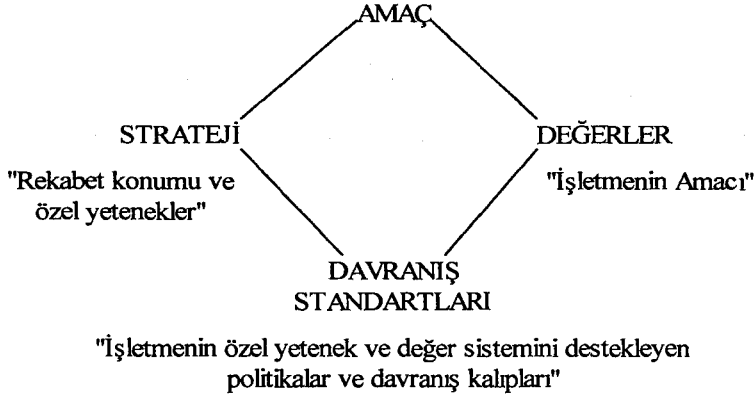 AMAÇ
STRATEJİ
DEĞERLER
"Rekabet konumu ve
özel yetenekler"
"İşletmenin Amacı"
DAVRANIŞ
STANDARTLARI
"İşletmenin özel yetenek ve değer sistemini destekleyen
politikalar ve davranış kalıpları"